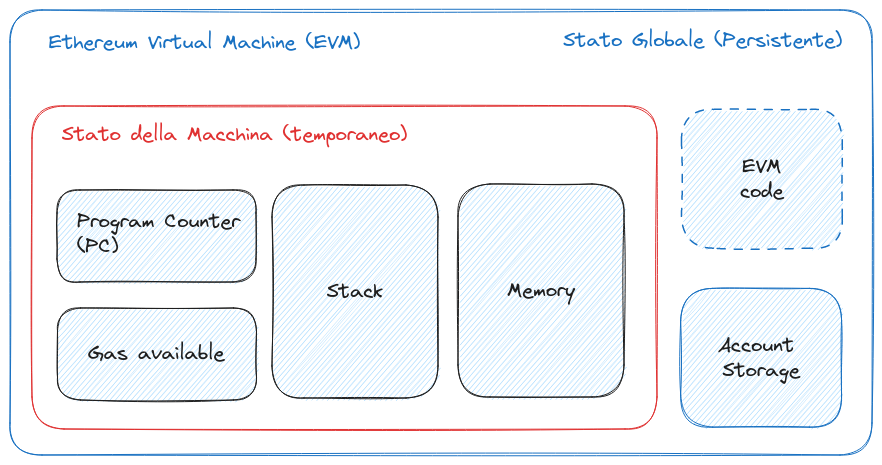 Ethereum Virtual Machine (EVM)
Stato Globale (Persistente)
Stato della Macchina (temporaneo)
Program Counter
(PC)
Gas available
Stack
Memory
EVM
code
Account
Storage